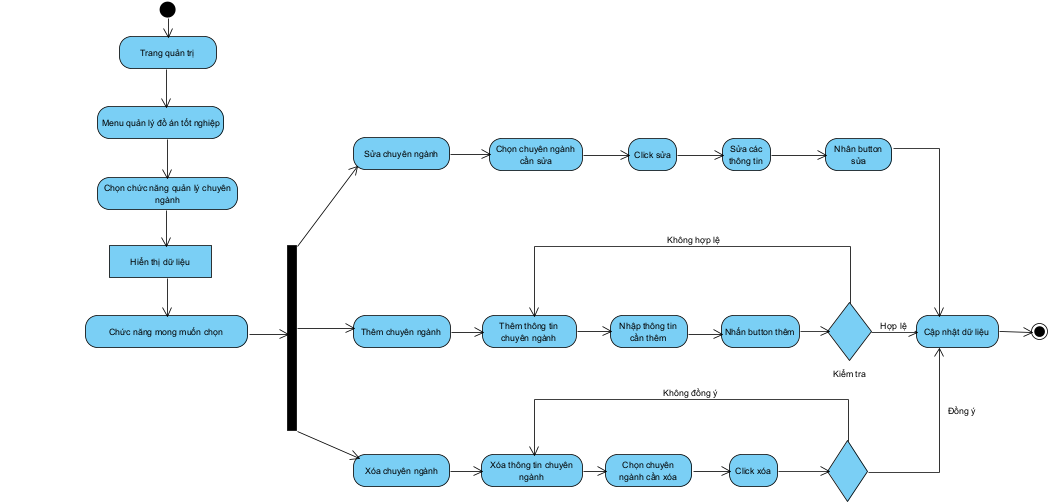 Trang quản trị
Menu quản lý đồ án tốt nghiệp
Chọn chức năng quản lý chuyên
ngành
Hiển thị dữ liệu
Chức năng mong muốn chọn
Sửa chuyên ngành
Chọn chuyên ngành
cần sửa
Click sửa
Sửa các
thông tin
Nhân button
sửa
Không hợp lệ
Thêm chuyên ngành
Thêm thông tin
chuyên ngành
Nhập thông tin
cần thêm
Nhấn button thêm
Kiểm tra
Hợp lệ
Cập nhật dữ liệu
Không đồng ý
Xóa chuyên ngành
Xóa thông tin chuyên
ngành
Chọn chuyên
ngành cần xóa
Click xóa
Đồng ý